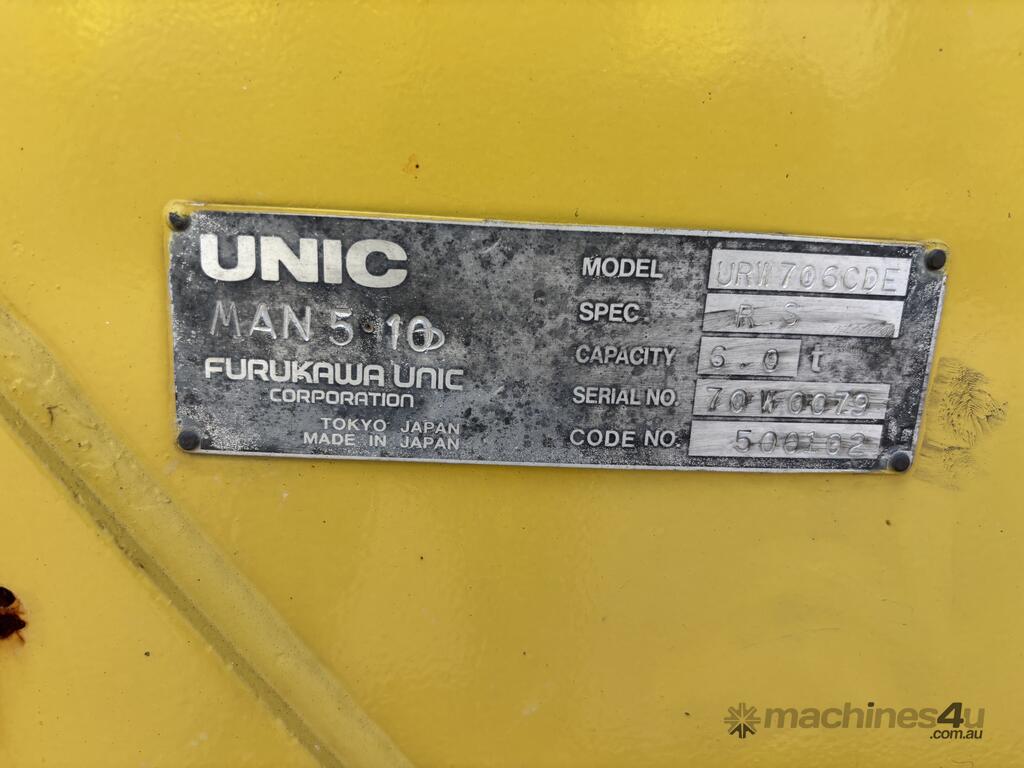 UNIC
MAN 5 10
FURUKAWA UNIC
CORPORATION
TOKYO JAPAN
MADE IN JAPAN
MODEL URW706CDE
SPEC. RS
CAPACITY 6.0 t
SERIAL NO. 70W0079
CODE NO. 500102
machines4u
.com.au